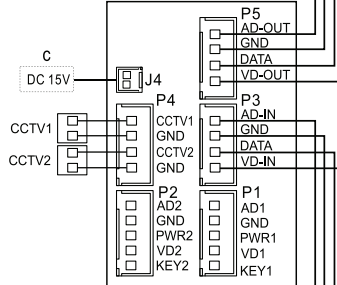 P5
AD-OUT
GND
DATA
VD-OUT
C
DC 15V
J4
P4
CCTV1
GND
CCTV2
GND
CCTV1
CCTV2
P3
AD-IN
GND
DATA
VD-IN
P2
AD2
GND
PWR2
VD2
KEY2
P1
AD1
GND
PWR1
VD1
KEY1